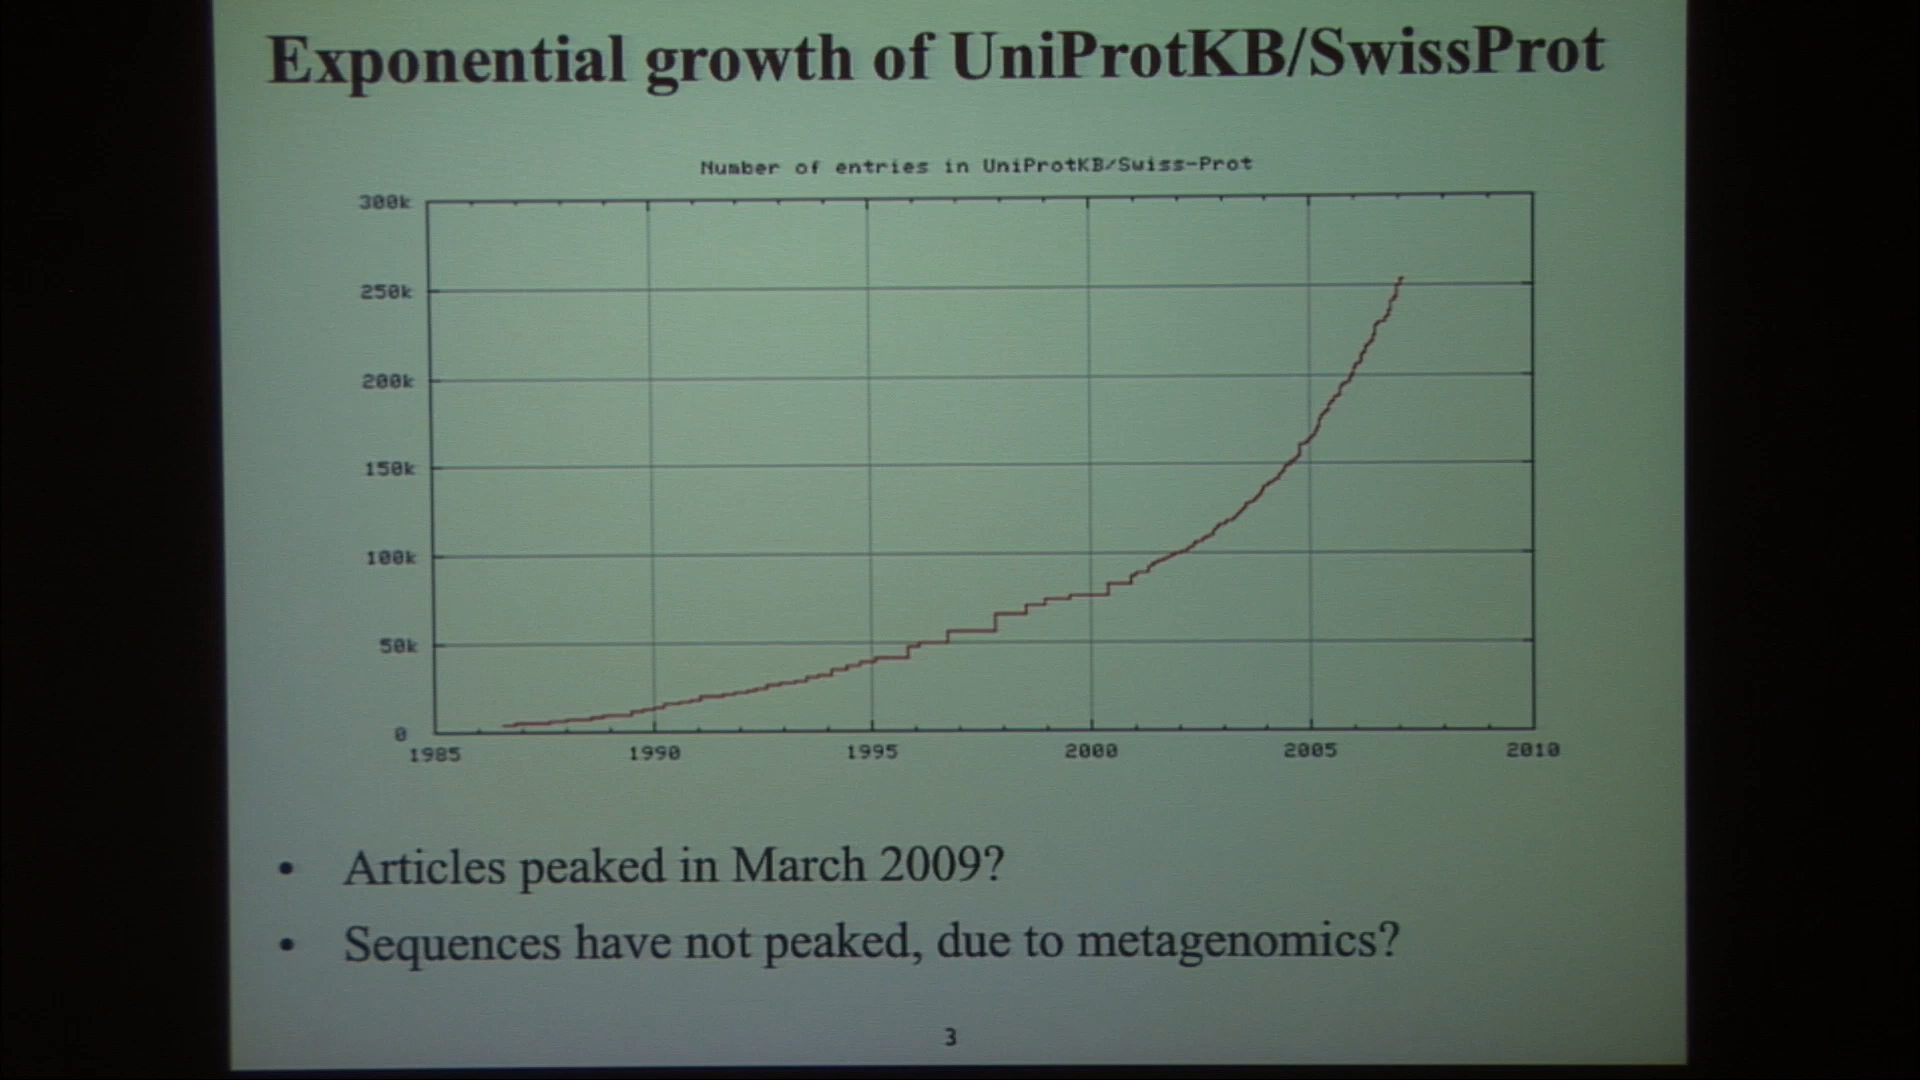 Exponential growth of UniProtKB/SwissProt
Number of entries in UniProtKB/Swiss-Prot
300k
250k
200k
150k
100k
50k
0
1985 1990 1995 2000 2005 2010
• Articles peaked in March 2009?
• Sequences have not peaked, due to metagenomics?
3